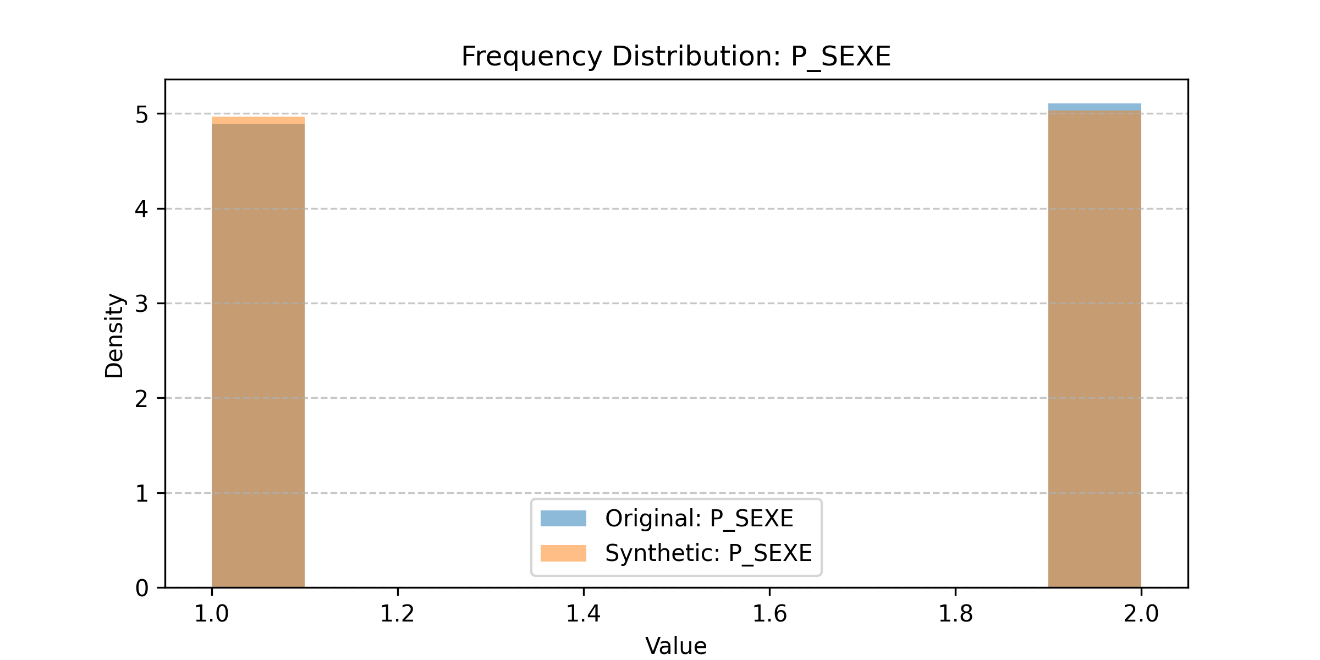 Frequency Distribution: P_SEXE
5
4
3
2
1
0
Density
Original: P_SEXE
Synthetic: P_SEXE
1.0 1.2 1.4 1.6 1.8 2.0
Value